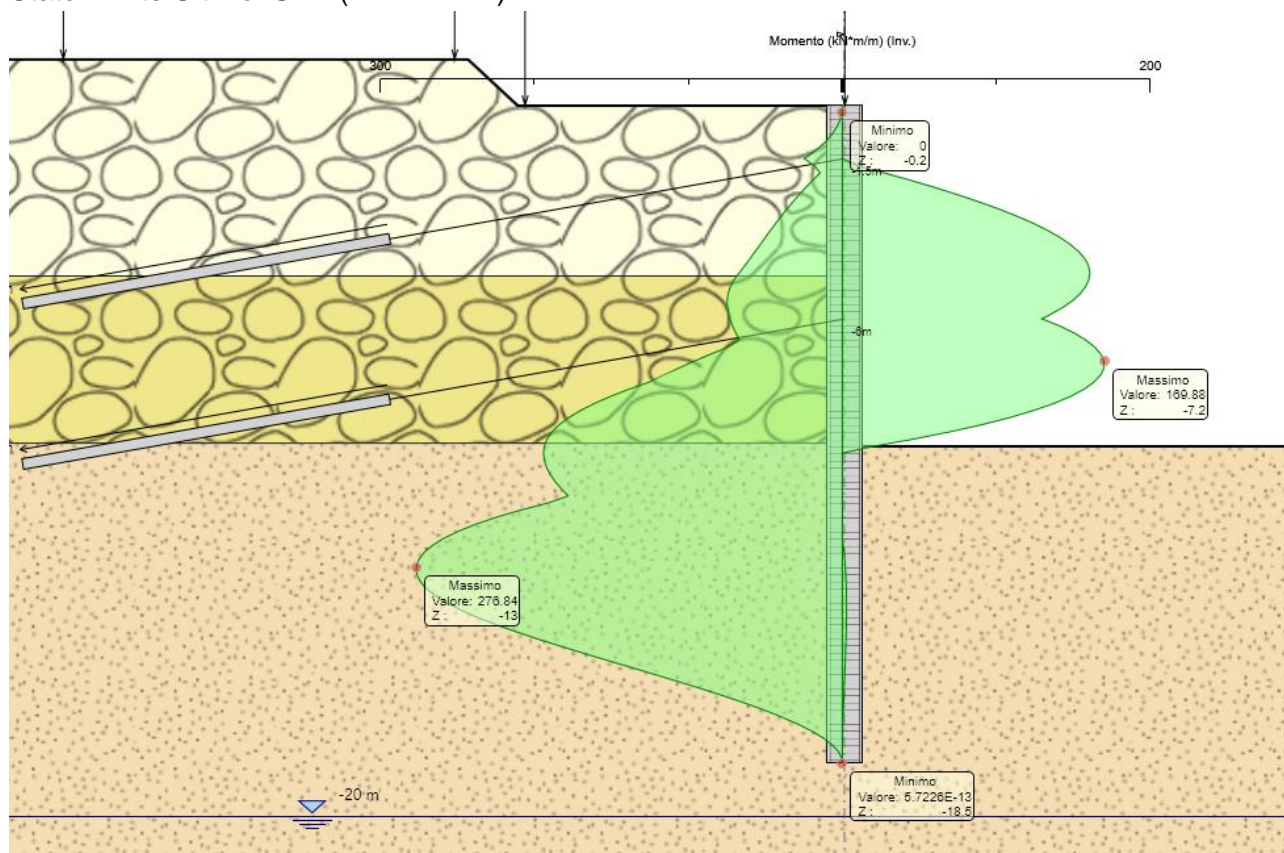 Momento (kN*m/m) (Inv.)
300
200
Minimo
Valore: 0
Z : -0.2
-1.5m
-6m
Massimo
Valore: 169.88
Z : -7.2
Massimo
Valore: 276.84
Z : -13
Minimo
Valore: 5.7226E-13
Z : -18.5
-20 m